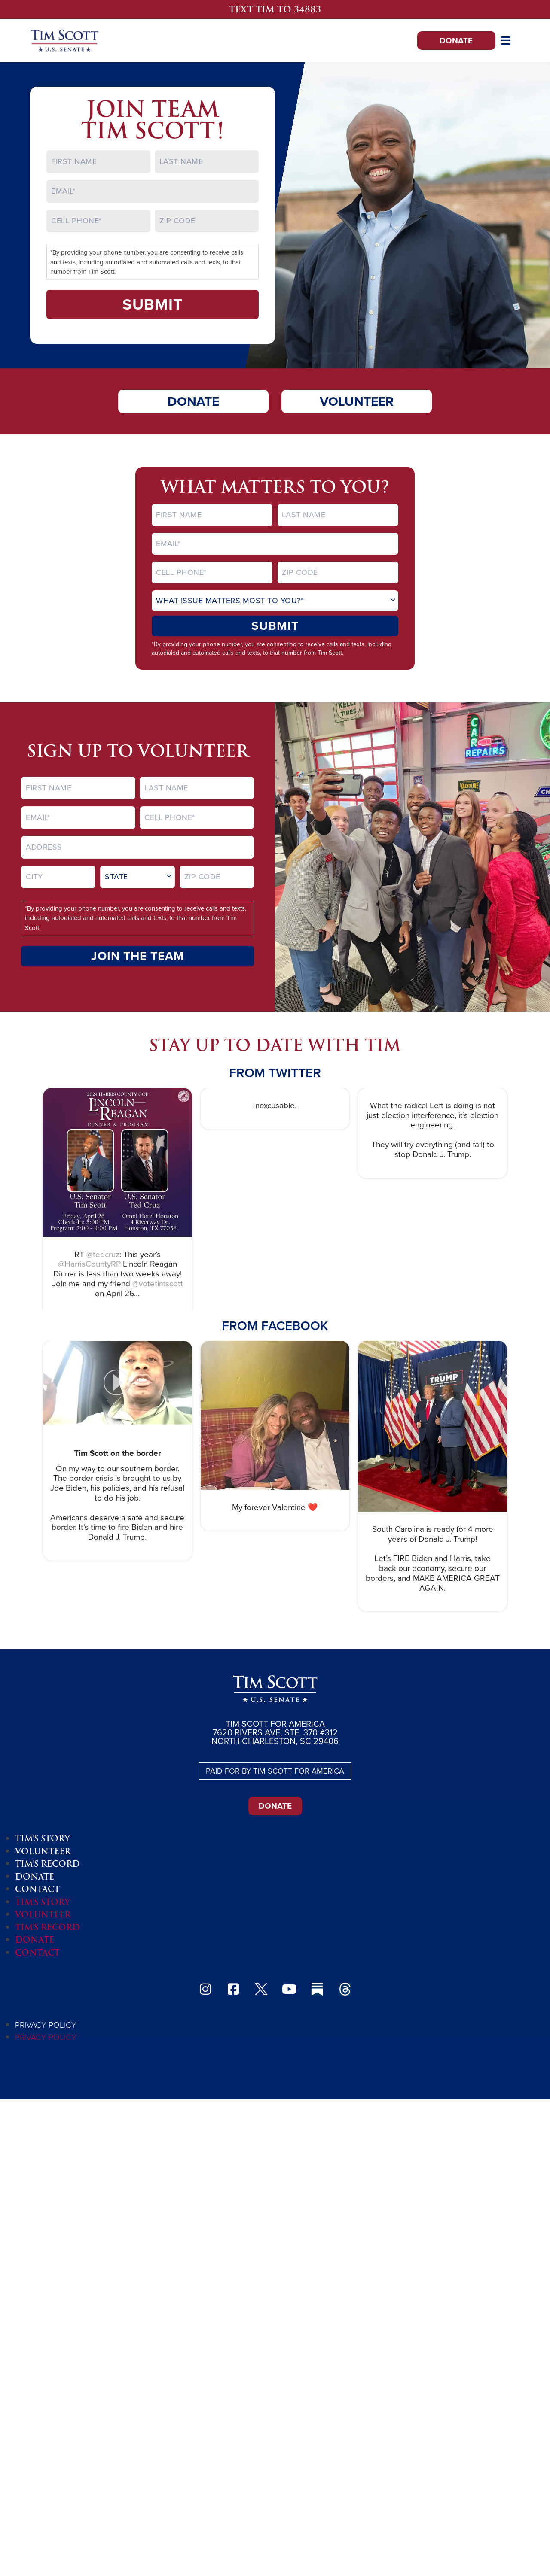 TEXT TIM TO 34883
TIM SCOTT
U.S. SENATE
DONATE
JOIN TEAM
TIM SCOTT!
FIRST NAME
LAST NAME
EMAIL*
CELL PHONE*
ZIP CODE
*By providing your phone number, you are consenting to receive calls
and texts, including autodialed and automated calls and texts, to that
number from Tim Scott.
SUBMIT
DONATE
VOLUNTEER
WHAT MATTERS TO YOU?
FIRST NAME
LAST NAME
EMAIL*
CELL PHONE*
ZIP CODE
WHAT ISSUE MATTERS MOST TO YOU?*
SUBMIT
*By providing your phone number, you are consenting to receive calls and texts, including
autodialed and automated calls and texts, to that number from Tim Scott.
SIGN UP TO VOLUNTEER
FIRST NAME
LAST NAME
EMAIL*
CELL PHONE*
ADDRESS
CITY
STATE
ZIP CODE
*By providing your phone number, you are consenting to receive calls and texts,
including autodialed and automated calls and texts, to that number from Tim
Scott.
JOIN THE TEAM
KELLY
TIRES
CAR
REPAIRS
STAY UP TO DATE WITH TIM
FROM TWITTER
2024 HARRIS COUNTY GOP
LINCOLN
REAGAN
DINNER & PROGRAM
U.S. Senator
Tim Scott
U.S. Senator
Ted Cruz
Friday, April 26
Check-In: 5:00 PM
Program: 7:00 - 9:00 PM
Omni Hotel Houston
4 Riverway Dr,
Houston, TX 77056
RT @tedcruz: This year's
@HarrisCountyRP Lincoln Reagan
Dinner is less than two weeks away!
Join me and my friend @votetimscott
on April 26…
Inexcusable.
What the radical Left is doing is not
just election interference, it's election
engineering.
They will try everything (and fail) to
stop Donald J. Trump.
FROM FACEBOOK
Tim Scott on the border
On my way to our southern border.
The border crisis is brought to us by
Joe Biden, his policies, and his refusal
to do his job.
Americans deserve a safe and secure
border. It's time to fire Biden and hire
Donald J. Trump.
My forever Valentine ❤️
TRUMP
South Carolina is ready for 4 more
years of Donald J. Trump!
Let's FIRE Biden and Harris, take
back our economy, secure our
borders, and MAKE AMERICA GREAT
AGAIN.
TIM SCOTT
U.S. SENATE
TIM SCOTT FOR AMERICA
7620 RIVERS AVE, STE. 370 #312
NORTH CHARLESTON, SC 29406
PAID FOR BY TIM SCOTT FOR AMERICA
DONATE
TIM'S STORY
VOLUNTEER
TIM'S RECORD
DONATE
CONTACT
TIM'S STORY
VOLUNTEER
TIM'S RECORD
DONATE
CONTACT
PRIVACY POLICY
PRIVACY POLICY